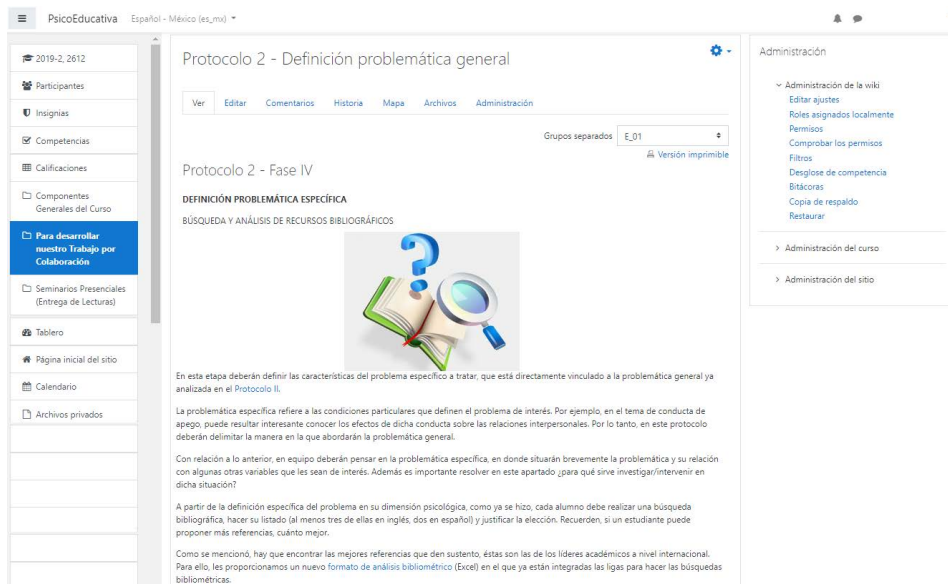 PsicoEducativa Español - México (es_mx)
2019-2, 2612
Participantes
Insignias
Competencias
Calificaciones
Componentes
Generales del Curso
Para desarrollar
nuestro Trabajo por
Colaboración
Seminarios Presenciales
(Entrega de Lecturas)
Tablero
Página inicial del sitio
Calendario
Archivos privados
Protocolo 2 - Definición problemática general
Ver Editar Comentarios Historia Mapa Archivos Administración
Grupos separados E_01
Versión imprimible
Protocolo 2 - Fase IV
DEFINICIÓN PROBLEMÁTICA ESPECÍFICA
BÚSQUEDA Y ANÁLISIS DE RECURSOS BIBLIOGRÁFICOS
En esta etapa deberán definir las características del problema específico a tratar, que está directamente vinculado a la problemática general ya
analizada en el Protocolo II.
La problemática específica refiere a las condiciones particulares que definen el problema de interés. Por ejemplo, en el tema de conducta de
apego, puede resultar interesante conocer los efectos de dicha conducta sobre las relaciones interpersonales. Por lo tanto, en este protocolo
deberán delimitar la manera en la que abordarán la problemática general.
Con relación a lo anterior, en equipo deberán pensar en la problemática específica, en donde situarán brevemente la problemática y su relación
con algunas otras variables que les sean de interés. Además es importante resolver en este apartado ¿para qué sirve investigar/intervenir en
dicha situación?
A partir de la definición específica del problema en su dimensión psicológica, como ya se hizo, cada alumno debe realizar una búsqueda
bibliográfica, hacer su listado (al menos tres de ellas en inglés, dos en español) y justificar la elección. Recuerden, si un estudiante puede
proponer más referencias, cuánto mejor.
Como se mencionó, hay que encontrar las mejores referencias que den sustento, éstas son las de los líderes académicos a nivel internacional.
Para ello, les proporcionamos un nuevo formato de análisis bibliométrico (Excel) en el que ya están integradas las ligas para hacer las búsquedas
bibliométricas.
Administración
Administración de la wiki
Editar ajustes
Roles asignados localmente
Permisos
Comprobar los permisos
Filtros
Desglose de competencia
Bitácoras
Copia de respaldo
Restaurar
Administración del curso
Administración del sitio